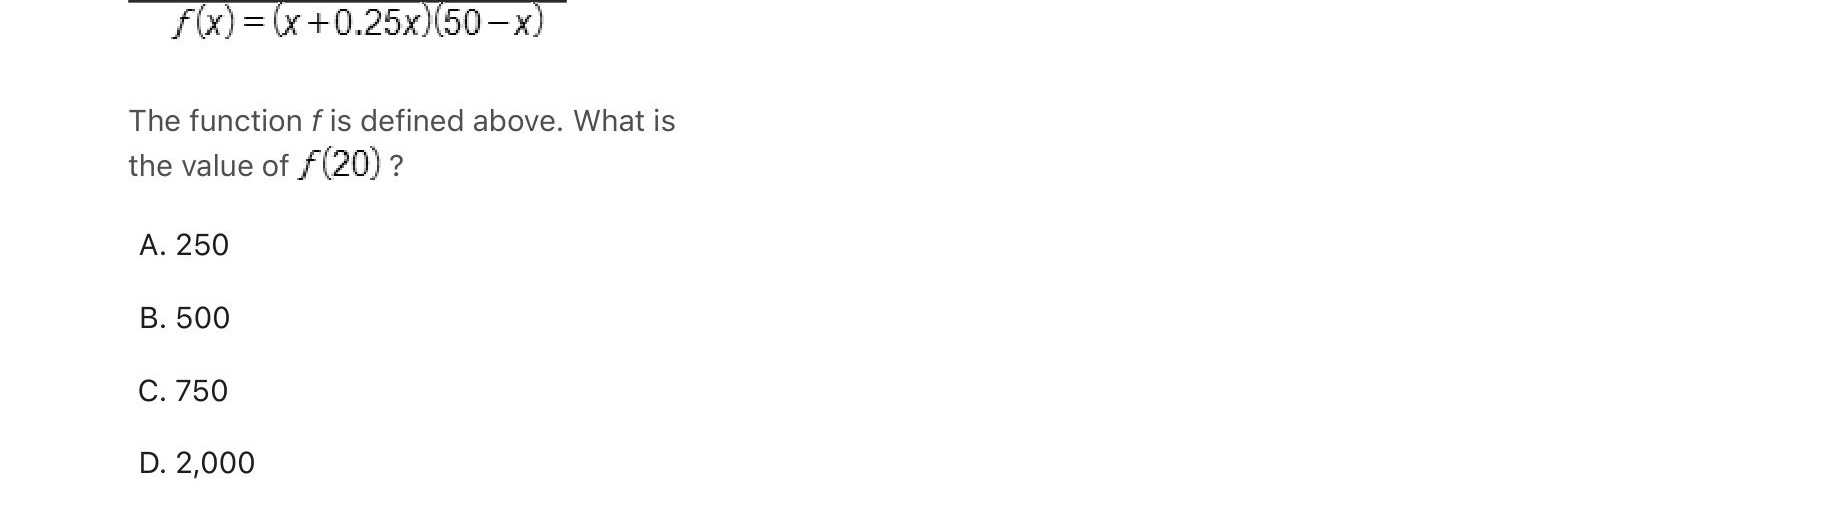 f(x) = (x+0.25x)(50−x)
The function f is defined above. What is
the value of f(20) ?
A. 250
B. 500
C. 750
D. 2,000